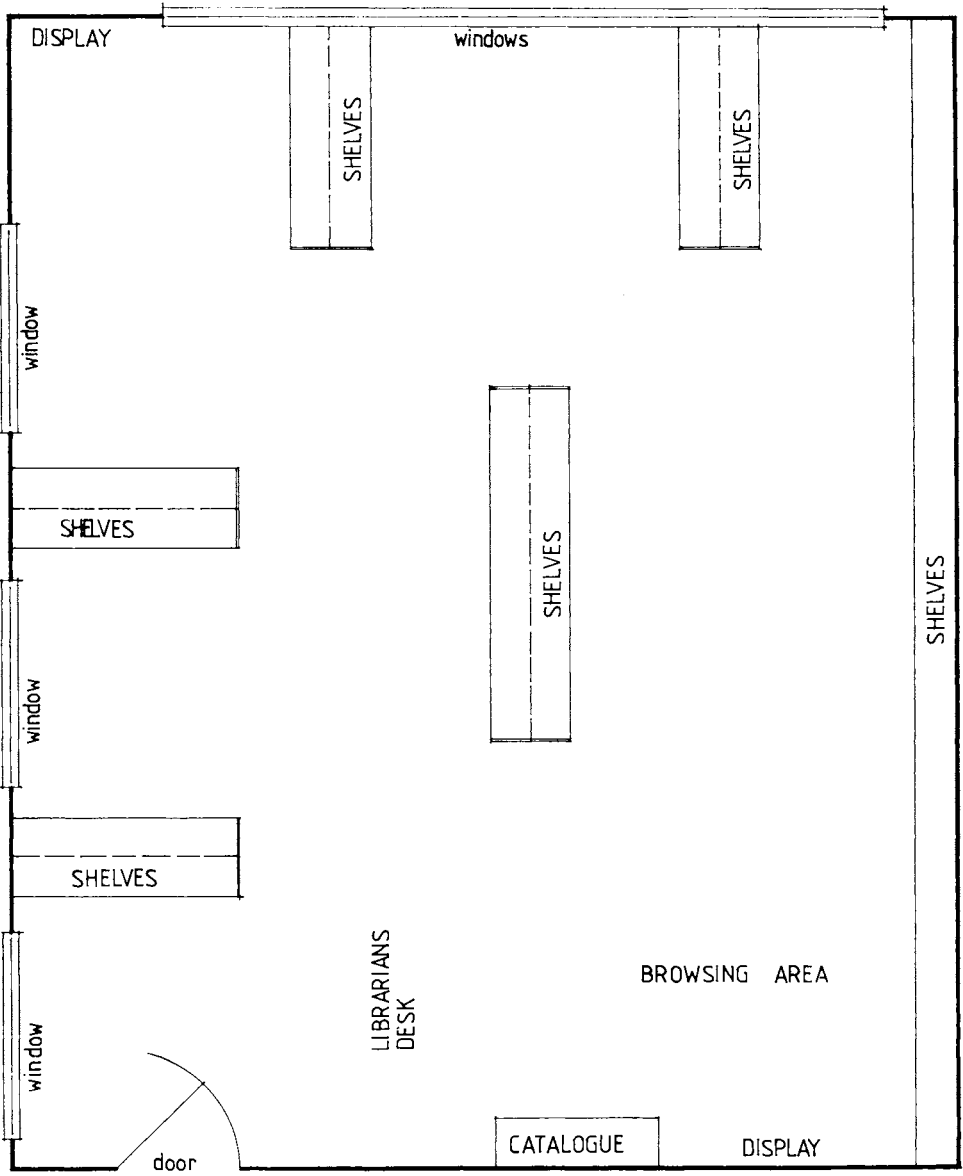 DISPLAY
windows
SHELVES
SHELVES
window
SHELVES
SHELVES
SHELVES
window
SHELVES
LIBRARIANS
DESK
BROWSING AREA
window
door
CATALOGUE
DISPLAY